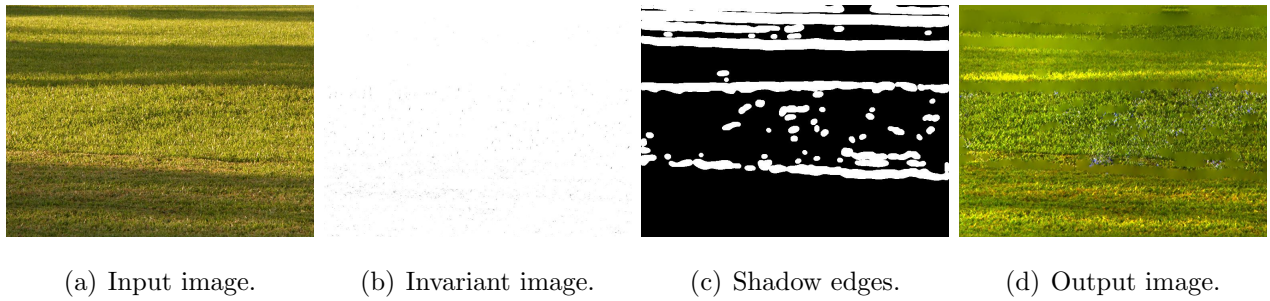 (a) Input image.
(b) Invariant image.
(c) Shadow edges.
(d) Output image.